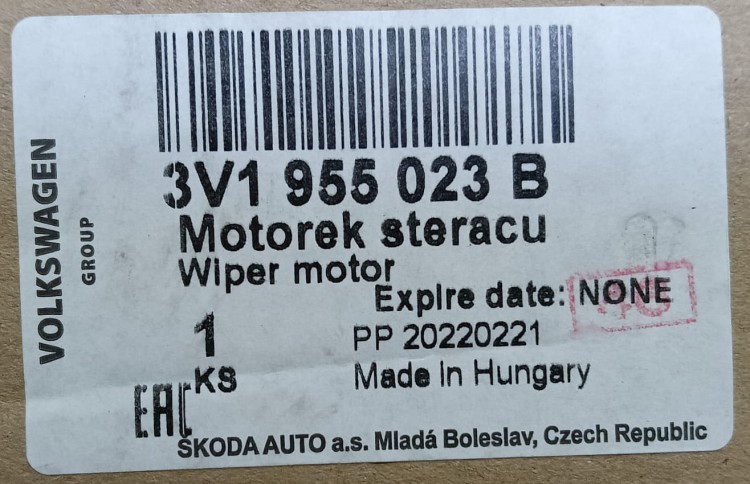 VOLKSWAGEN
GROUP
3V1 955 023 B
Motorek steracu
Wiper motor
Expire date: NONE
1
KS
PP 20220221
Made in Hungary
EAC
ŠKODA AUTO a.s. Mladá Boleslav, Czech Republic